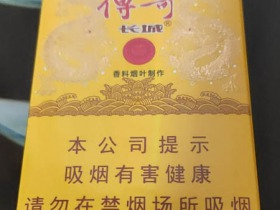 傳奇
长城®
香料烟叶制作
本公司提示
吸烟有害健康
请勿在禁烟场所吸烟